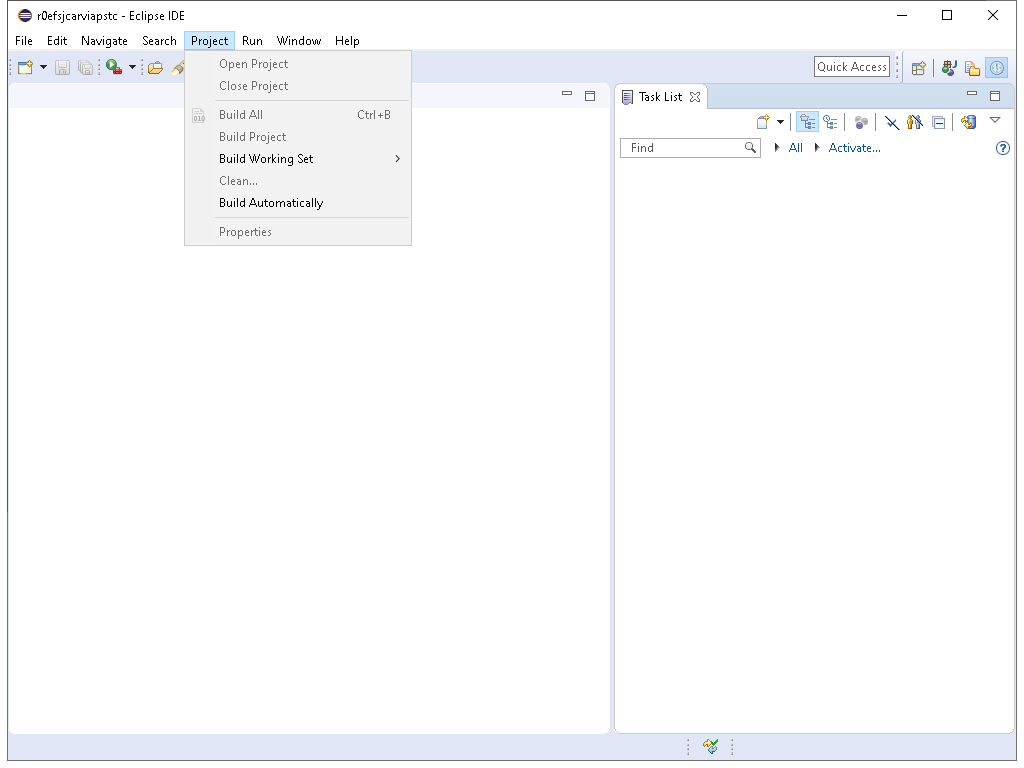 r0efsjcarviapstc - Eclipse IDE
File Edit Navigate Search Project Run Window Help
Quick Access
Open Project
Close Project
Build All Ctrl+B
Build Project
Build Working Set
Clean...
Build Automatically
Properties
Task List
Find
All Activate...